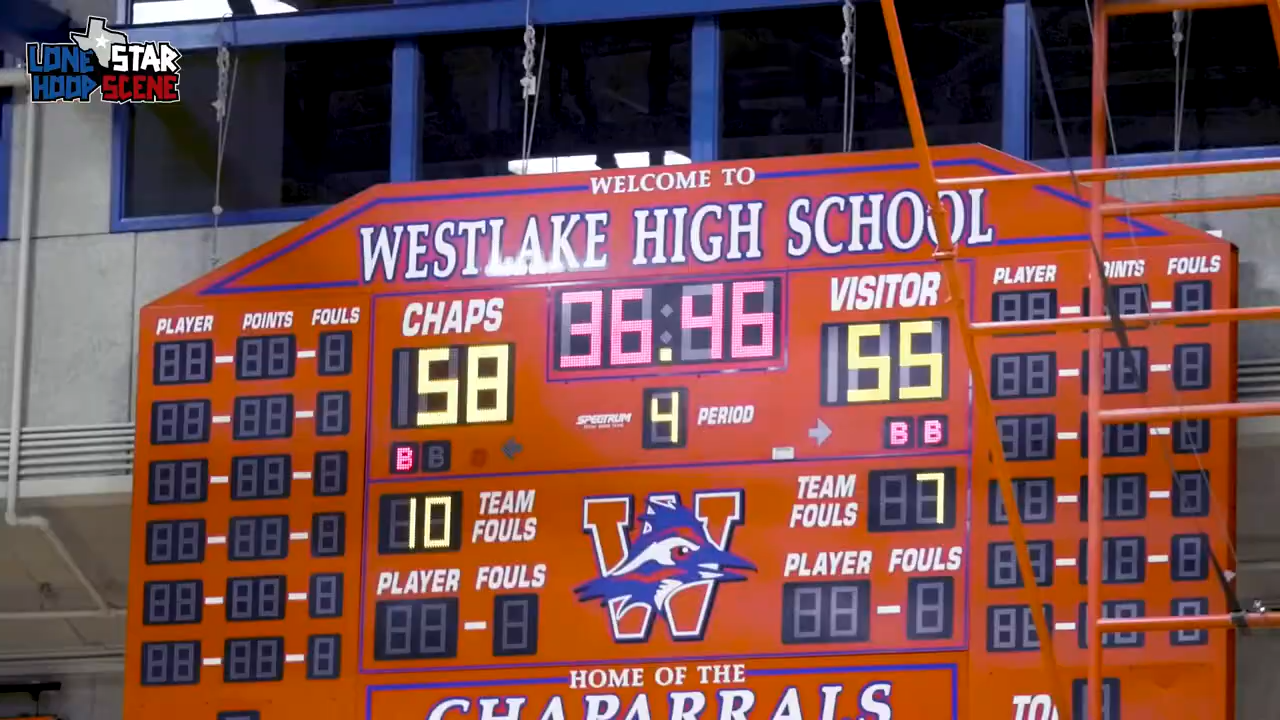 LONE STAR
HOOP SCENE
WELCOME TO
WESTLAKE HIGH SCHOOL
PLAYER POINTS FOULS
CHAPS
36.46
VISITOR
PLAYER POINTS FOULS
58
55
SPECTRUM
4
PERIOD
B
B B
10
TEAM
FOULS
TEAM
FOULS
7
PLAYER FOULS
W
PLAYER FOULS
HOME OF THE
CHAPARRALS